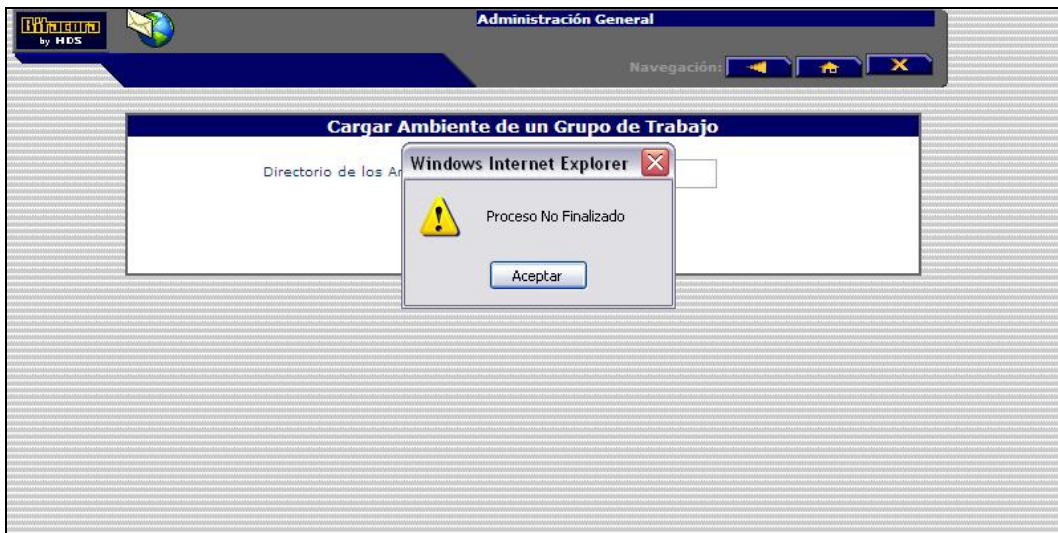 by HDS
Administración General
Navegación:
Cargar Ambiente de un Grupo de Trabajo
Directorio de los
Windows Internet Explorer
Proceso No Finalizado
Aceptar